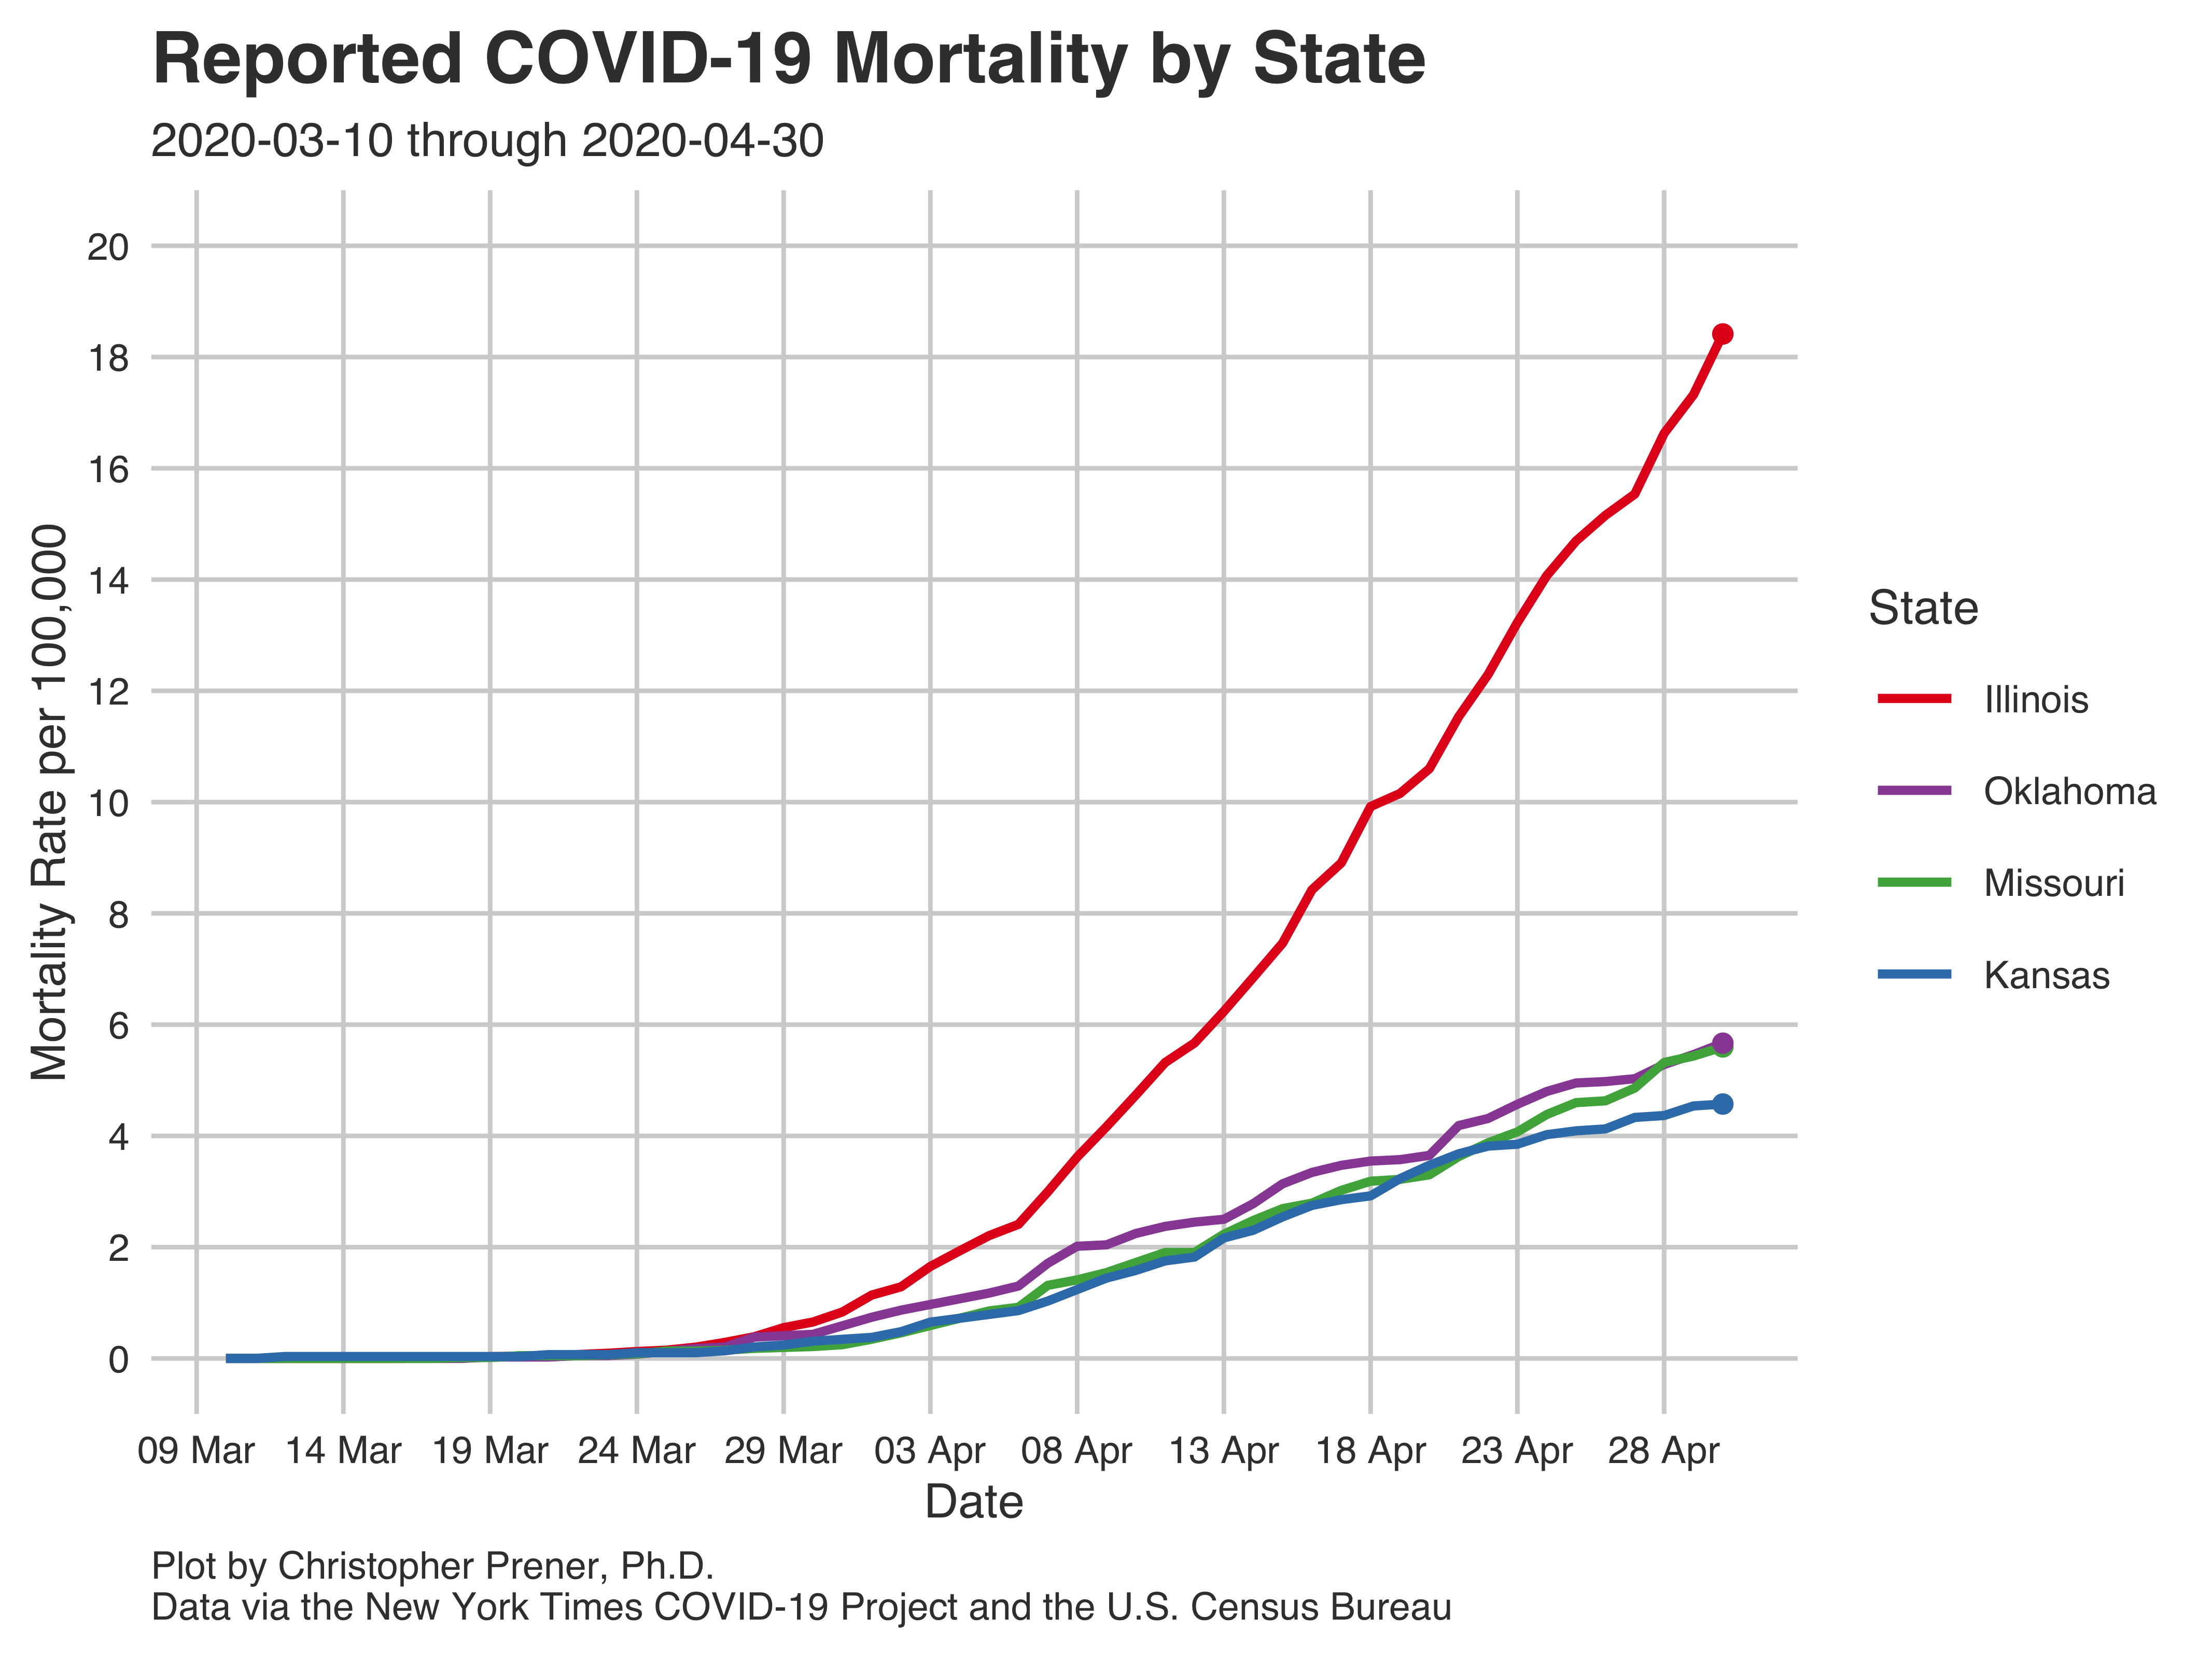 Reported COVID-19 Mortality by State
2020-03-10 through 2020-04-30
Mortality Rate per 100,000
20
18
16
14
12
10
8
6
4
2
0
09 Mar 14 Mar 19 Mar 24 Mar 29 Mar 03 Apr 08 Apr 13 Apr 18 Apr 23 Apr 28 Apr
Date
State
Illinois
Oklahoma
Missouri
Kansas
Plot by Christopher Prener, Ph.D.
Data via the New York Times COVID-19 Project and the U.S. Census Bureau